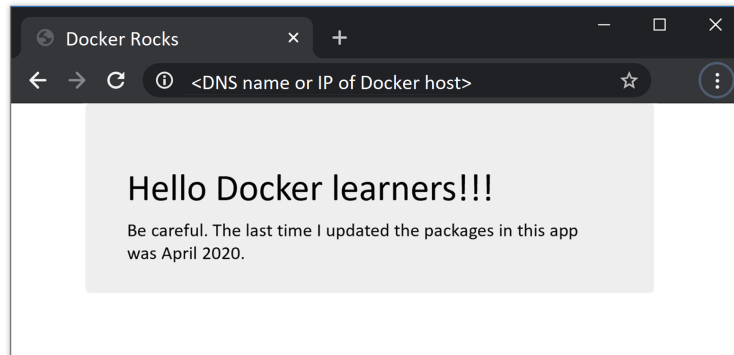 Docker Rocks
<DNS name or IP of Docker host>
Hello Docker learners!!!
Be careful. The last time I updated the packages in this app
was April 2020.